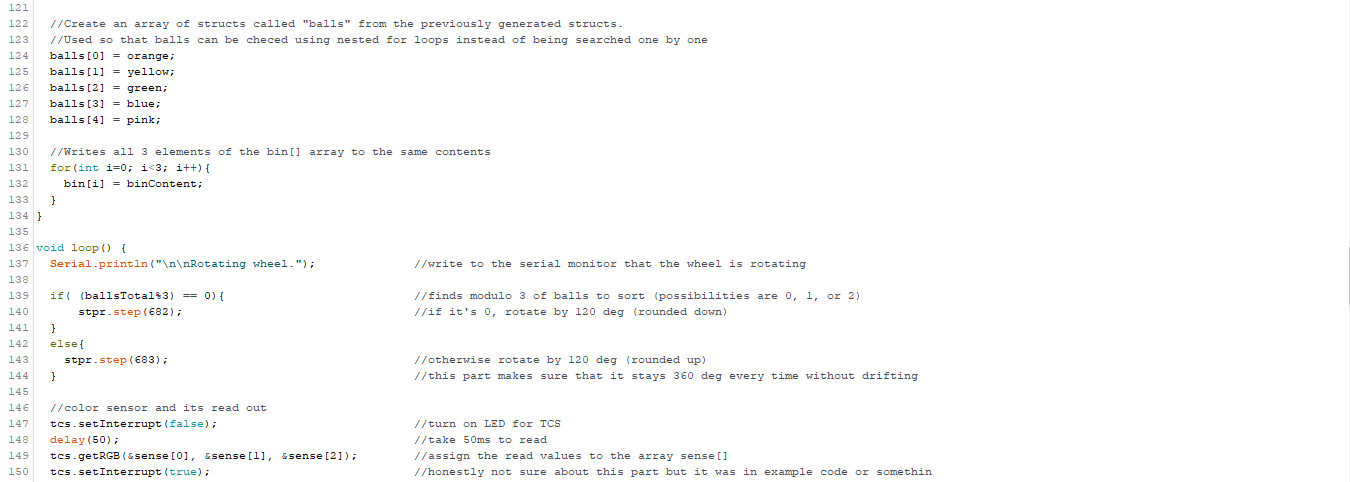 121
122 //Create an array of structs called "balls" from the previously generated structs.
123 //Used so that balls can be checed using nested for loops instead of being searched one by one
124 balls[0] = orange;
125 balls[1] = yellow;
126 balls[2] = green;
127 balls[3] = blue;
128 balls[4] = pink;
129
130 //Writes all 3 elements of the bin[] array to the same contents
131 for(int i=0; i<3; i++){
132 bin[i] = binContent;
133 }
134 }
135
136 void loop() {
137 Serial.println("\n\nRotating wheel."); //write to the serial monitor that the wheel is rotating
138
139 if( (ballsTotal%3) == 0){ //finds modulo 3 of balls to sort (possibilities are 0, 1, or 2)
140 stpr.step(682); //if it's 0, rotate by 120 deg (rounded down)
141 }
142 else{
143 stpr.step(683); //otherwise rotate by 120 deg (rounded up)
144 } //this part makes sure that it stays 360 deg every time without drifting
145
146 //color sensor and its read out
147 tcs.setInterrupt(false); //turn on LED for TCS
148 delay(50); //take 50ms to read
149 tcs.getRGB(&sense[0], &sense[1], &sense[2]); //assign the read values to the array sense[]
150 tcs.setInterrupt(true); //honestly not sure about this part but it was in example code or somethin